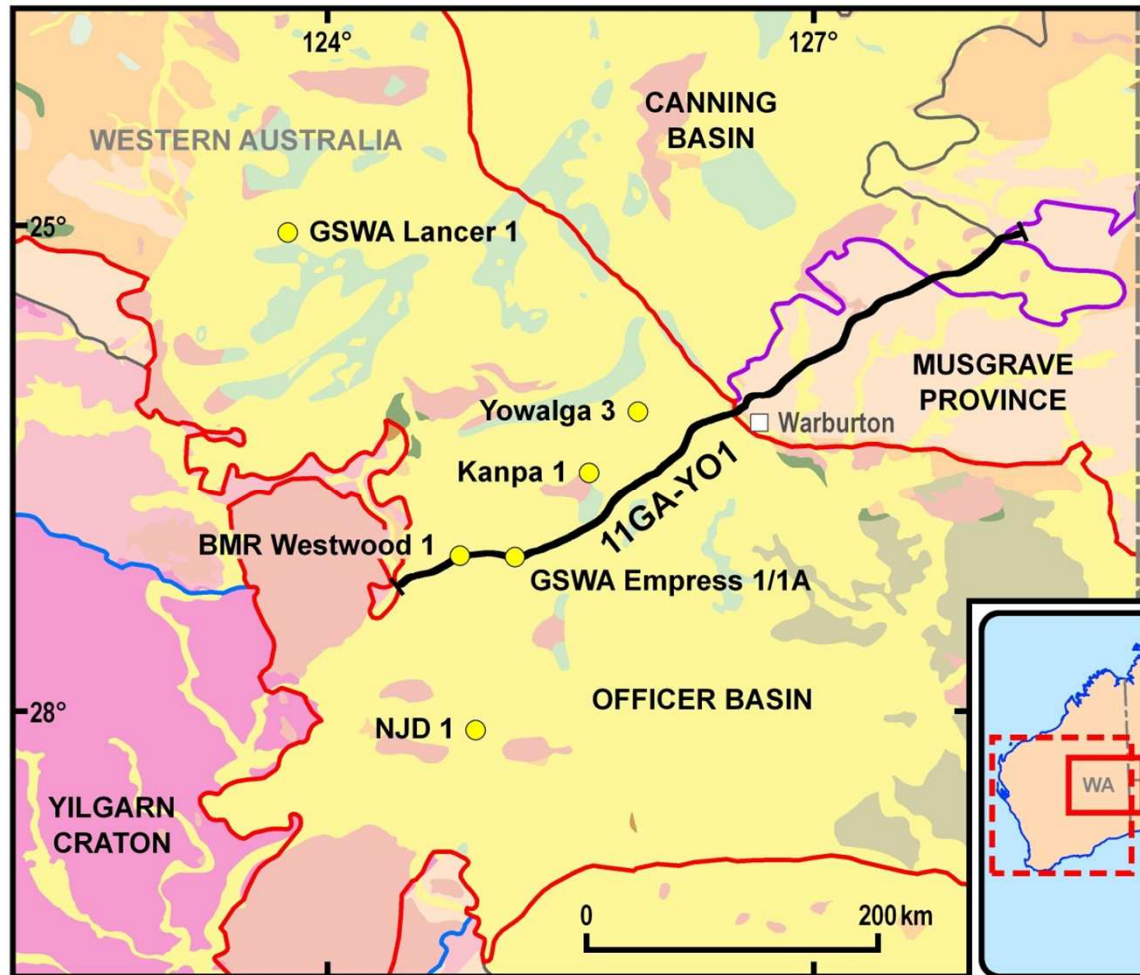 124°
127°
CANNING
BASIN
WESTERN AUSTRALIA
25°
GSWA Lancer 1
MUSGRAVE
PROVINCE
Yowalga 3
Warburton
Kanpa 1
11GA-YO1
BMR Westwood 1
GSWA Empress 1/1A
28°
OFFICER BASIN
NJD 1
YILGARN
CRATON
WA
0
200 km